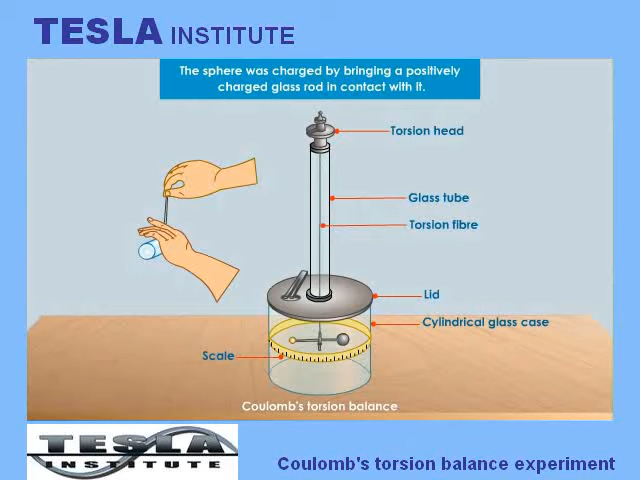 TESLA INSTITUTE
The sphere was charged by bringing a positively
charged glass rod in contact with it.
Torsion head
Glass tube
Torsion fibre
Lid
Cylindrical glass case
Scale
Coulomb's torsion balance
TESLA
INSTITUTE
Coulomb's torsion balance experiment